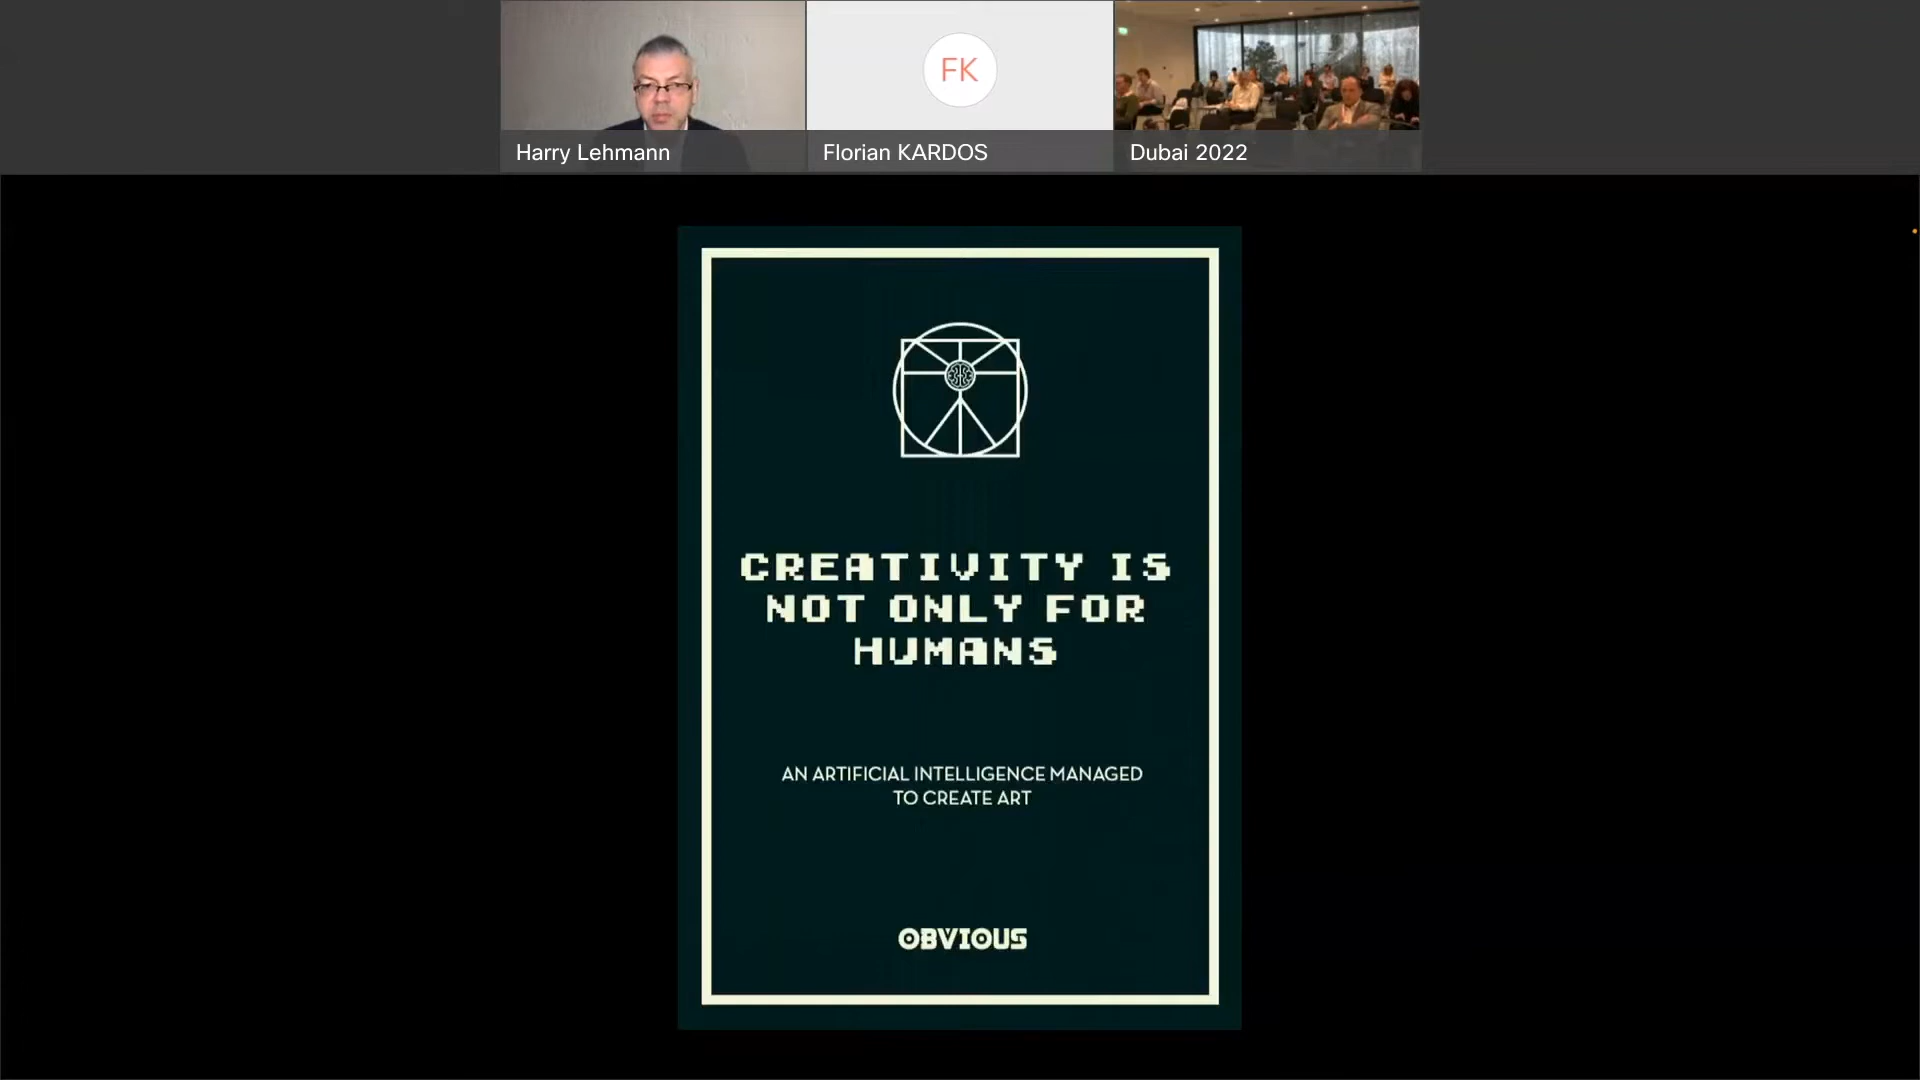 FK
Harry Lehmann
Florian KARDOS
Dubai 2022
CREATIVITY IS
NOT ONLY FOR
HUMANS
AN ARTIFICIAL INTELLIGENCE MANAGED
TO CREATE ART
OBVIOUS